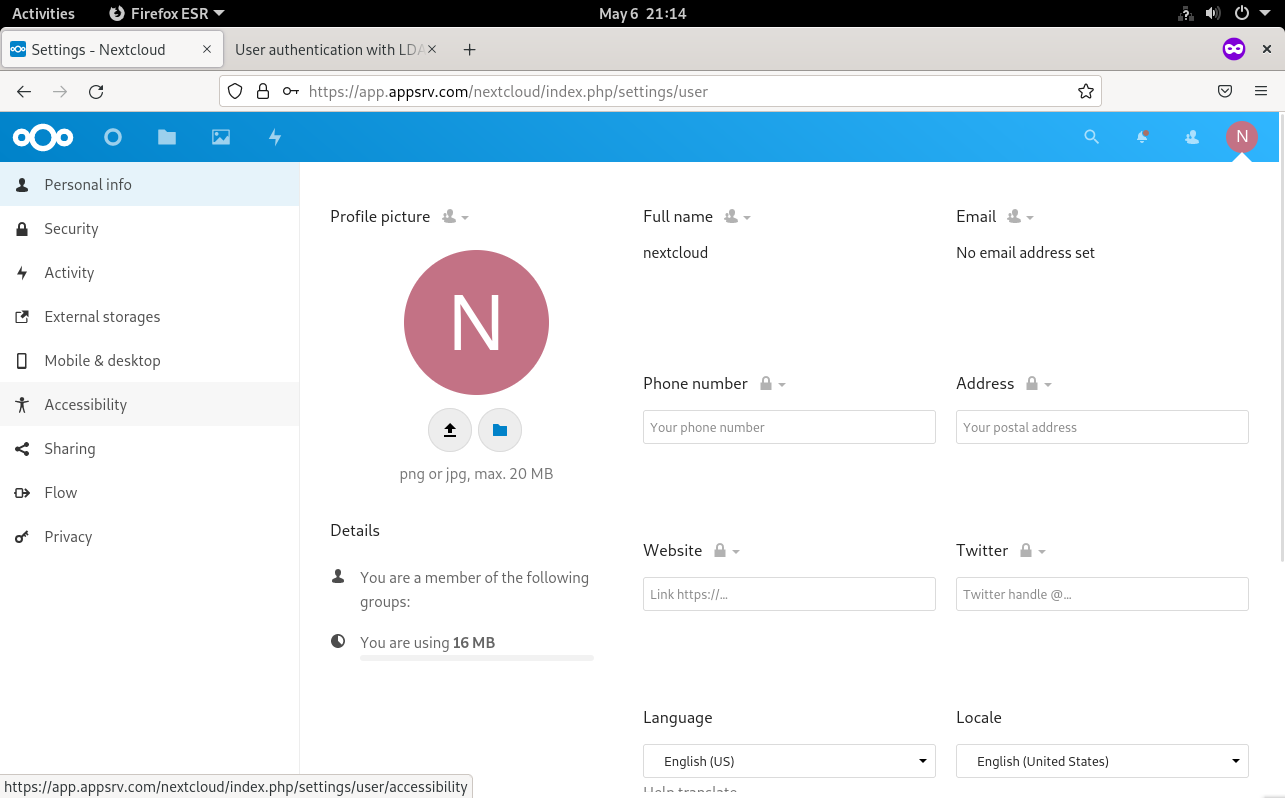 Activities
Firefox ESR
May 6 21:14
Settings - Nextcloud
User authentication with LDA
https://app.appsrv.com/nextcloud/index.php/settings/user
N
Personal info
Security
Activity
External storages
Mobile & desktop
Accessibility
Sharing
Flow
Privacy
Profile picture
N
png or jpg, max. 20 MB
Details
You are a member of the following
groups:
You are using 16 MB
Full name
nextcloud
Email
No email address set
Phone number
Your phone number
Address
Your postal address
Website
Link https://…
Twitter
Twitter handle @…
Language
English (US)
Help translate
Locale
English (United States)
https://app.appsrv.com/nextcloud/index.php/settings/user/accessibility